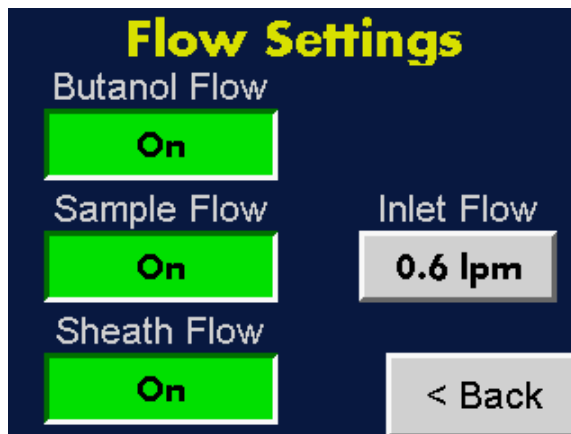 Flow Settings
Butanol Flow
On
Sample Flow
On
Inlet Flow
0.6 lpm
Sheath Flow
On
< Back